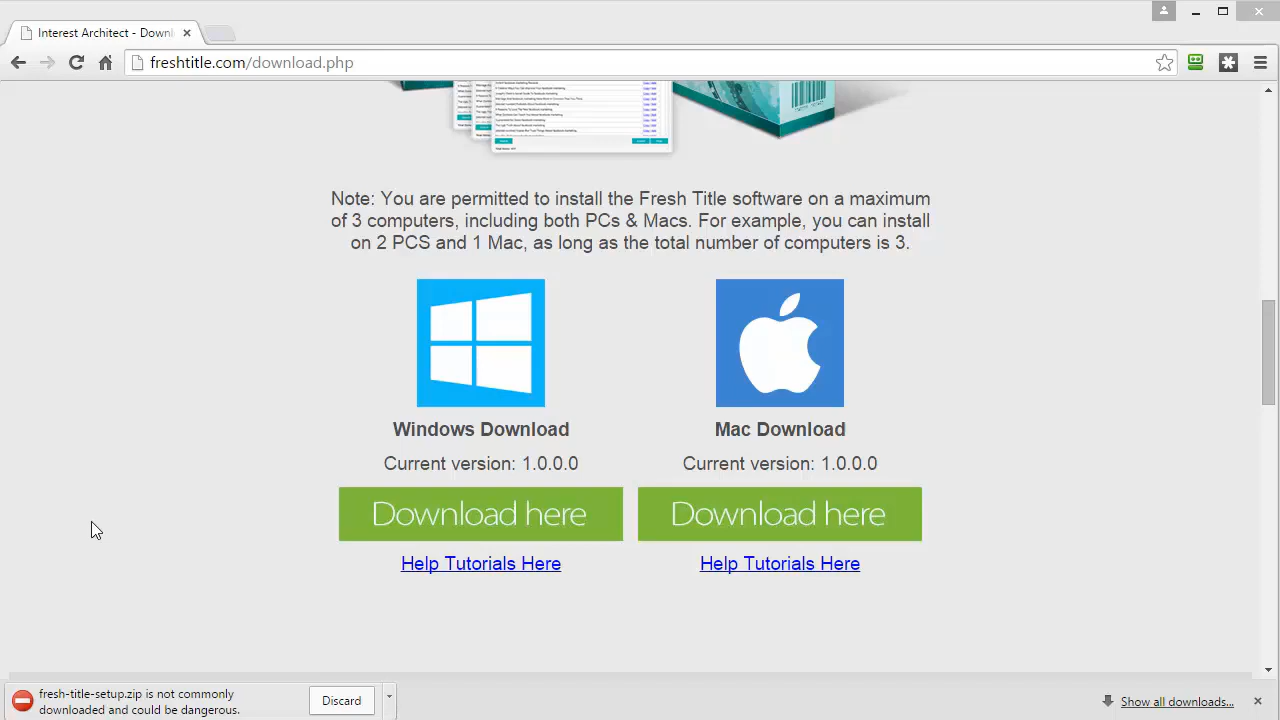 Interest Architect - Downl
freshtitle.com/download.php
Note: You are permitted to install the Fresh Title software on a maximum
of 3 computers, including both PCs & Macs. For example, you can install
on 2 PCS and 1 Mac, as long as the total number of computers is 3.
Windows Download
Mac Download
Current version: 1.0.0.0
Current version: 1.0.0.0
Download here
Download here
Help Tutorials Here
Help Tutorials Here
fresh-title-setup.zip is not commonly
downloaded and could be dangerous.
Discard
Show all downloads...